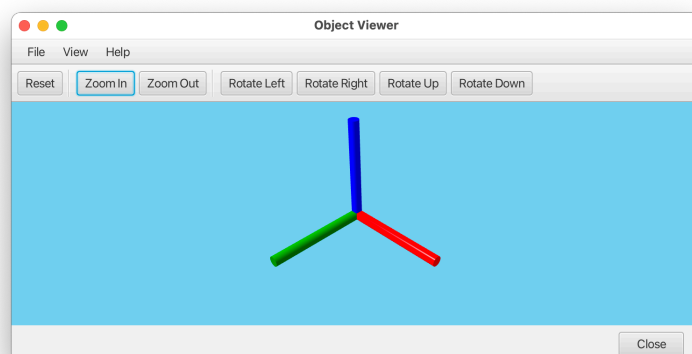 Object Viewer
File View Help
Reset Zoom In Zoom Out Rotate Left Rotate Right Rotate Up Rotate Down
Close